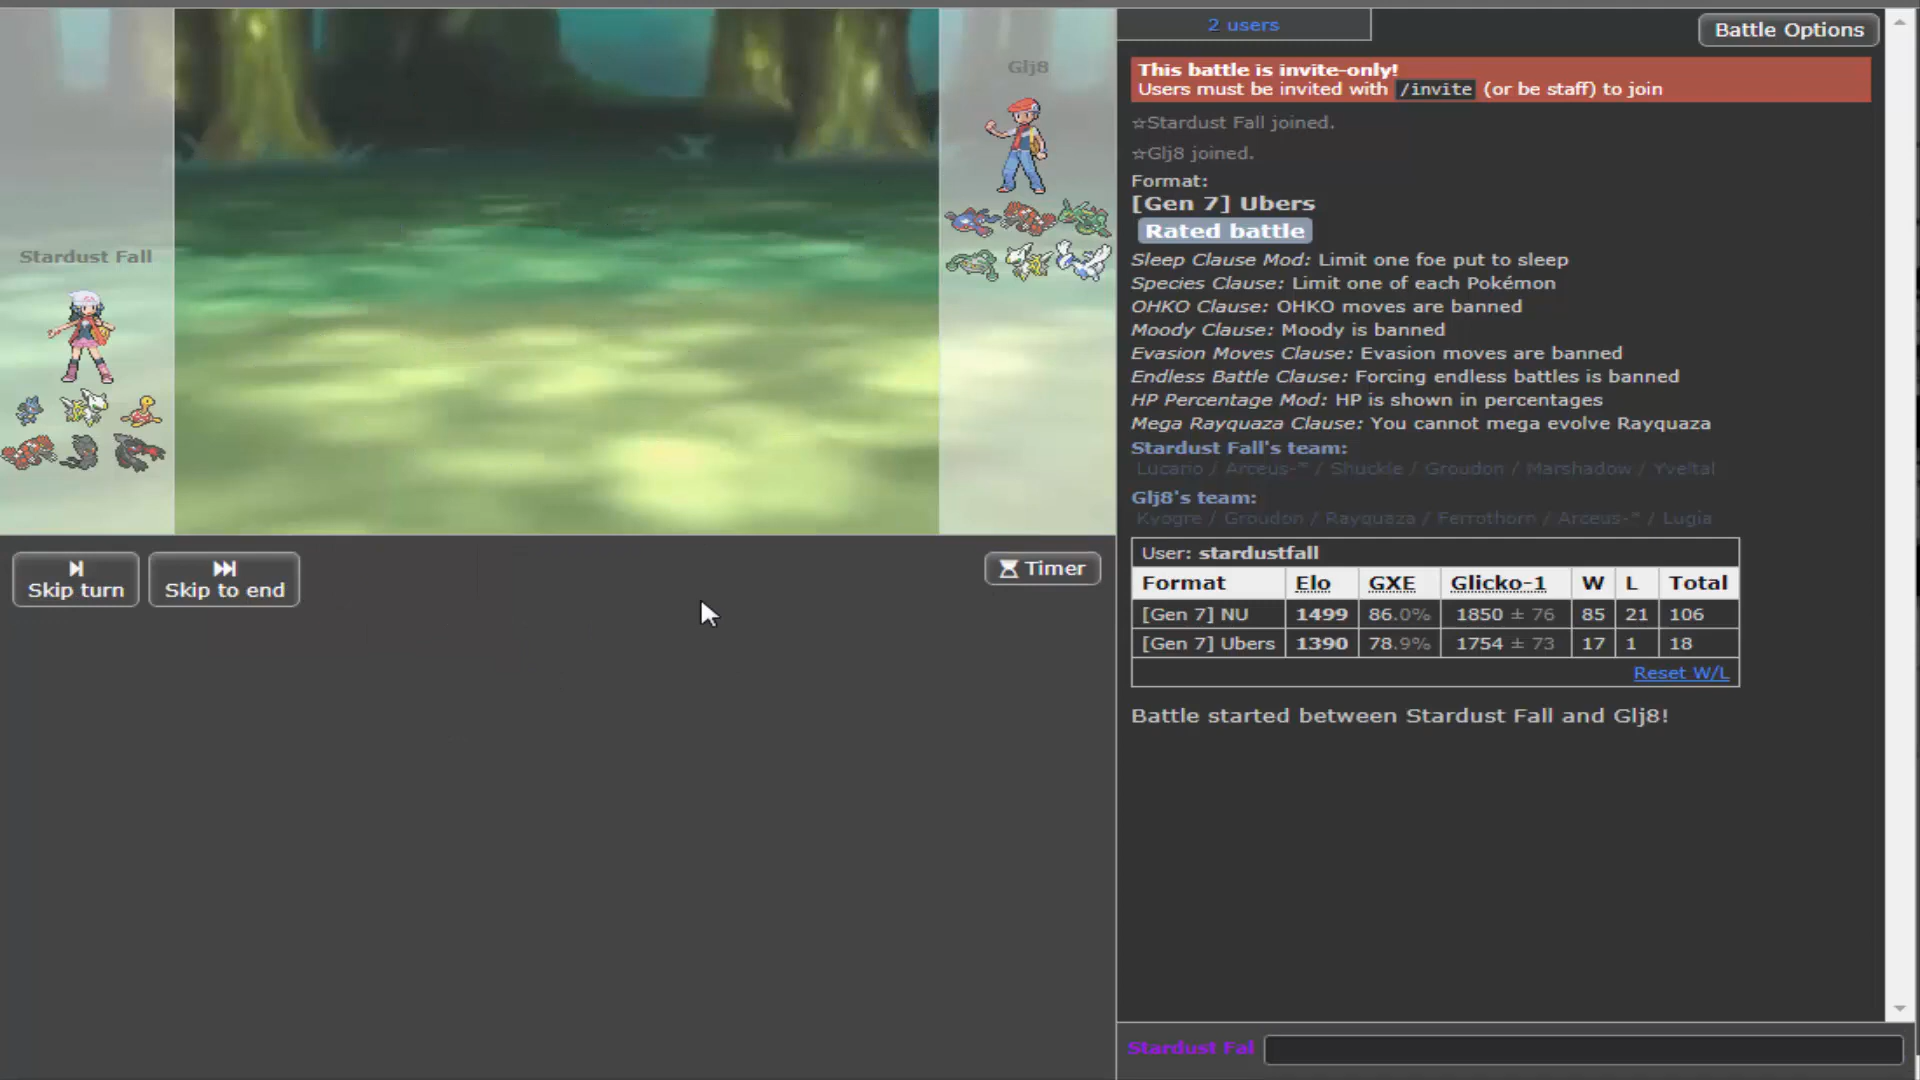 Stardust Fall
Glj8
Skip turn
Skip to end
Timer
2 users
Battle Options
This battle is invite-only!
Users must be invited with /invite (or be staff) to join
☆Stardust Fall joined.
☆Glj8 joined.
Format:
[Gen 7] Ubers
Rated battle
Sleep Clause Mod: Limit one foe put to sleep
Species Clause: Limit one of each Pokémon
OHKO Clause: OHKO moves are banned
Moody Clause: Moody is banned
Evasion Moves Clause: Evasion moves are banned
Endless Battle Clause: Forcing endless battles is banned
HP Percentage Mod: HP is shown in percentages
Mega Rayquaza Clause: You cannot mega evolve Rayquaza
Stardust Fall's team:
Lucario / Arceus-* / Shuckle / Groudon / Marshadow / Yveltal
Glj8's team:
Kyogre / Groudon / Rayquaza / Ferrothorn / Arceus-* / Lugia
User: stardustfall
Format Elo GXE Glicko-1 W L Total
[Gen 7] NU 1499 86.0% 1850 ± 76 85 21 106
[Gen 7] Ubers 1390 78.9% 1754 ± 73 17 1 18
Reset W/L
Battle started between Stardust Fall and Glj8!
Stardust Fal